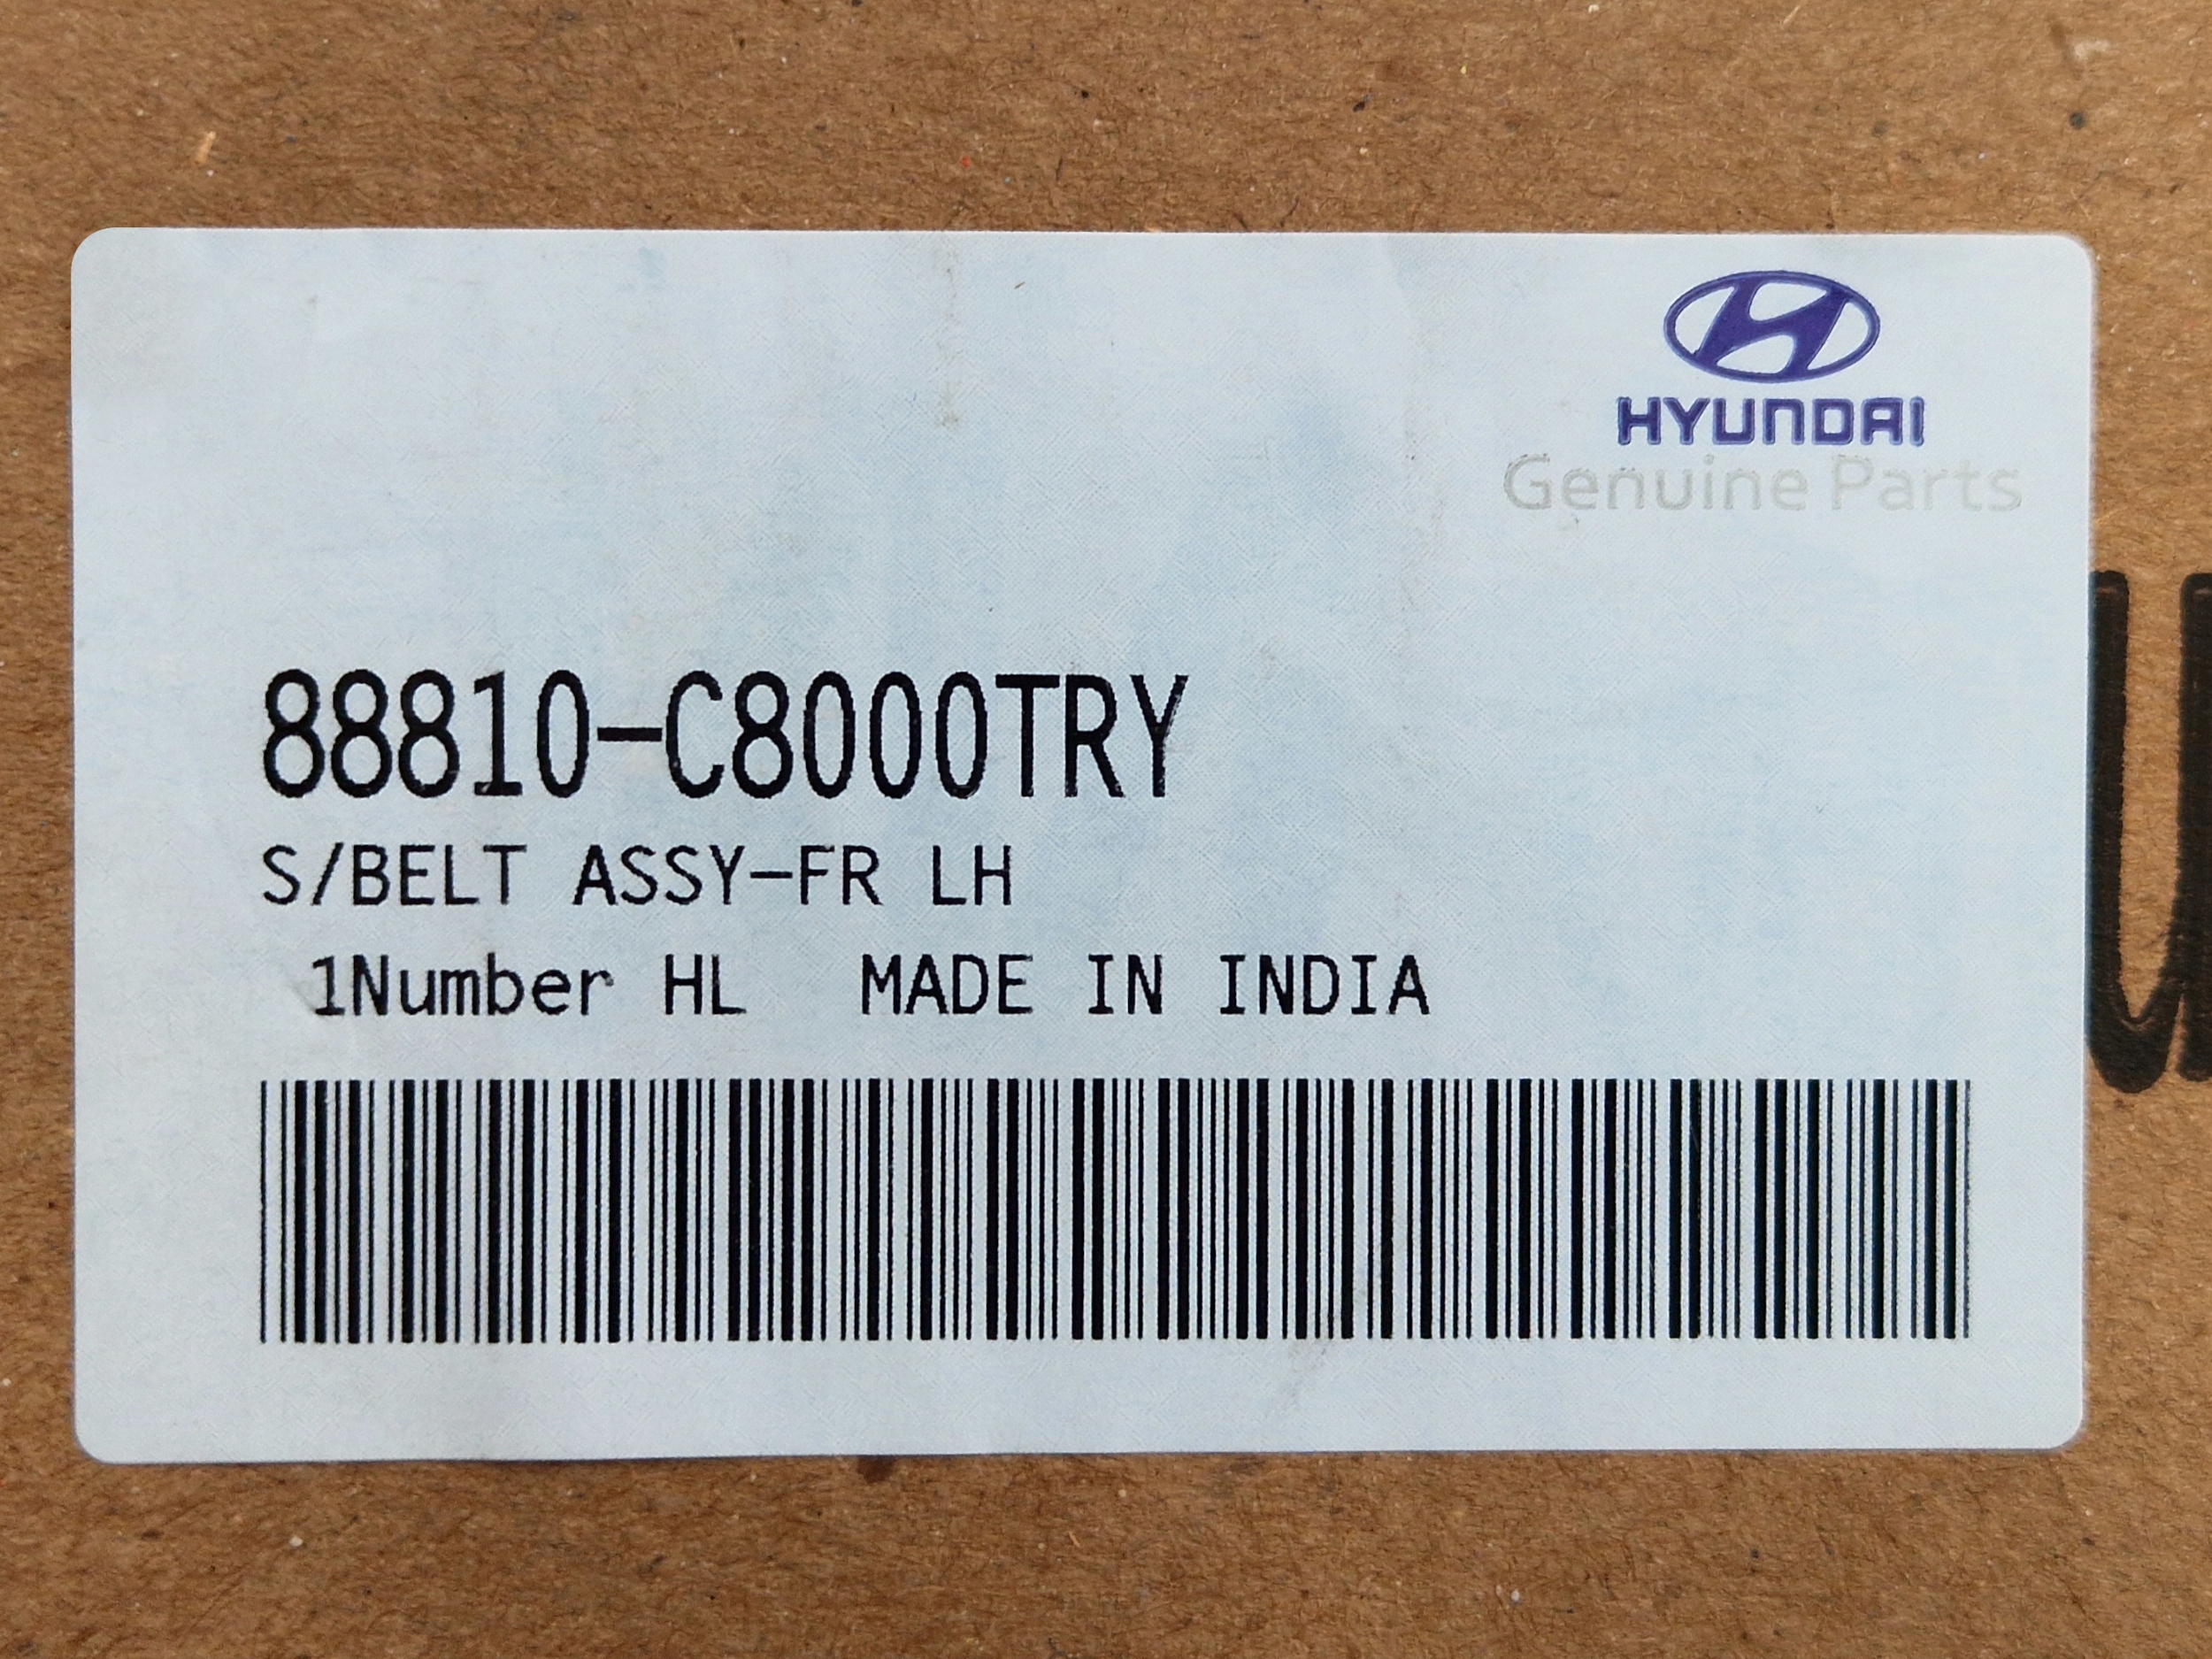 HYUNDAI
Genuine Parts
88810-C8000TRY
S/BELT ASSY-FR LH
1Number HL MADE IN INDIA